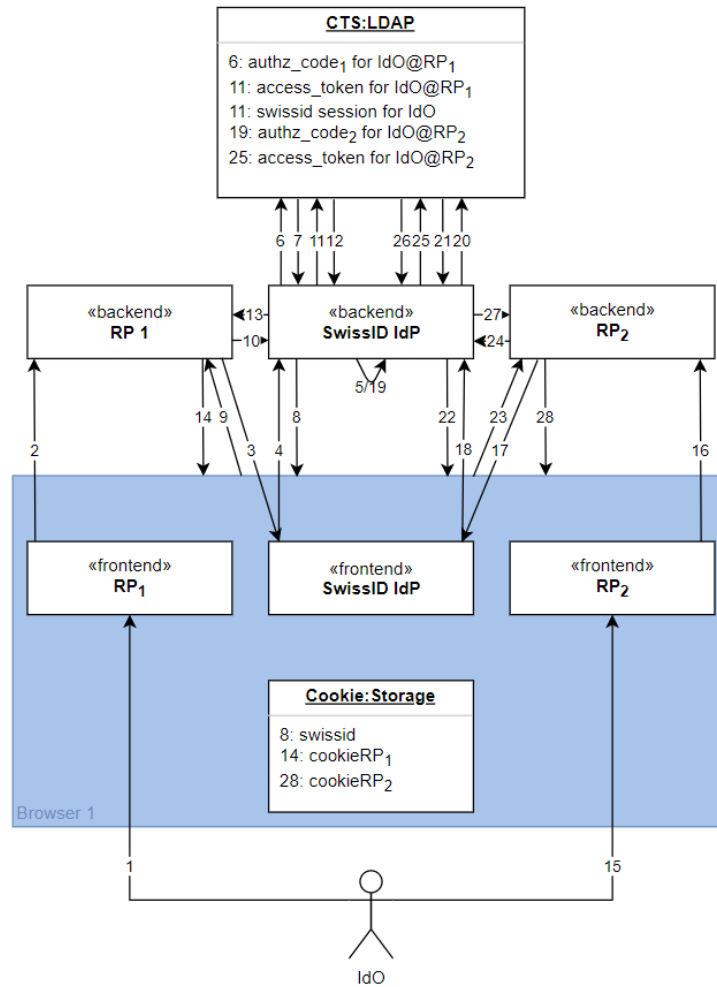 CTS:LDAP
6: authz_code1 for IdO@RP1
11: access_token for IdO@RP1
11: swissid session for IdO
19: authz_code2 for IdO@RP2
25: access_token for IdO@RP2
6 7 11 12 26 25 21 20
«backend»
RP 1
13
10
«backend»
SwissID IdP
27
24
«backend»
RP2
5/19
2 14 9 3 4 8 22 18 23 17 28 16
«frontend»
RP1
«frontend»
SwissID IdP
«frontend»
RP2
Cookie:Storage
8: swissid
14: cookieRP1
28: cookieRP2
Browser 1
1 15
IdO